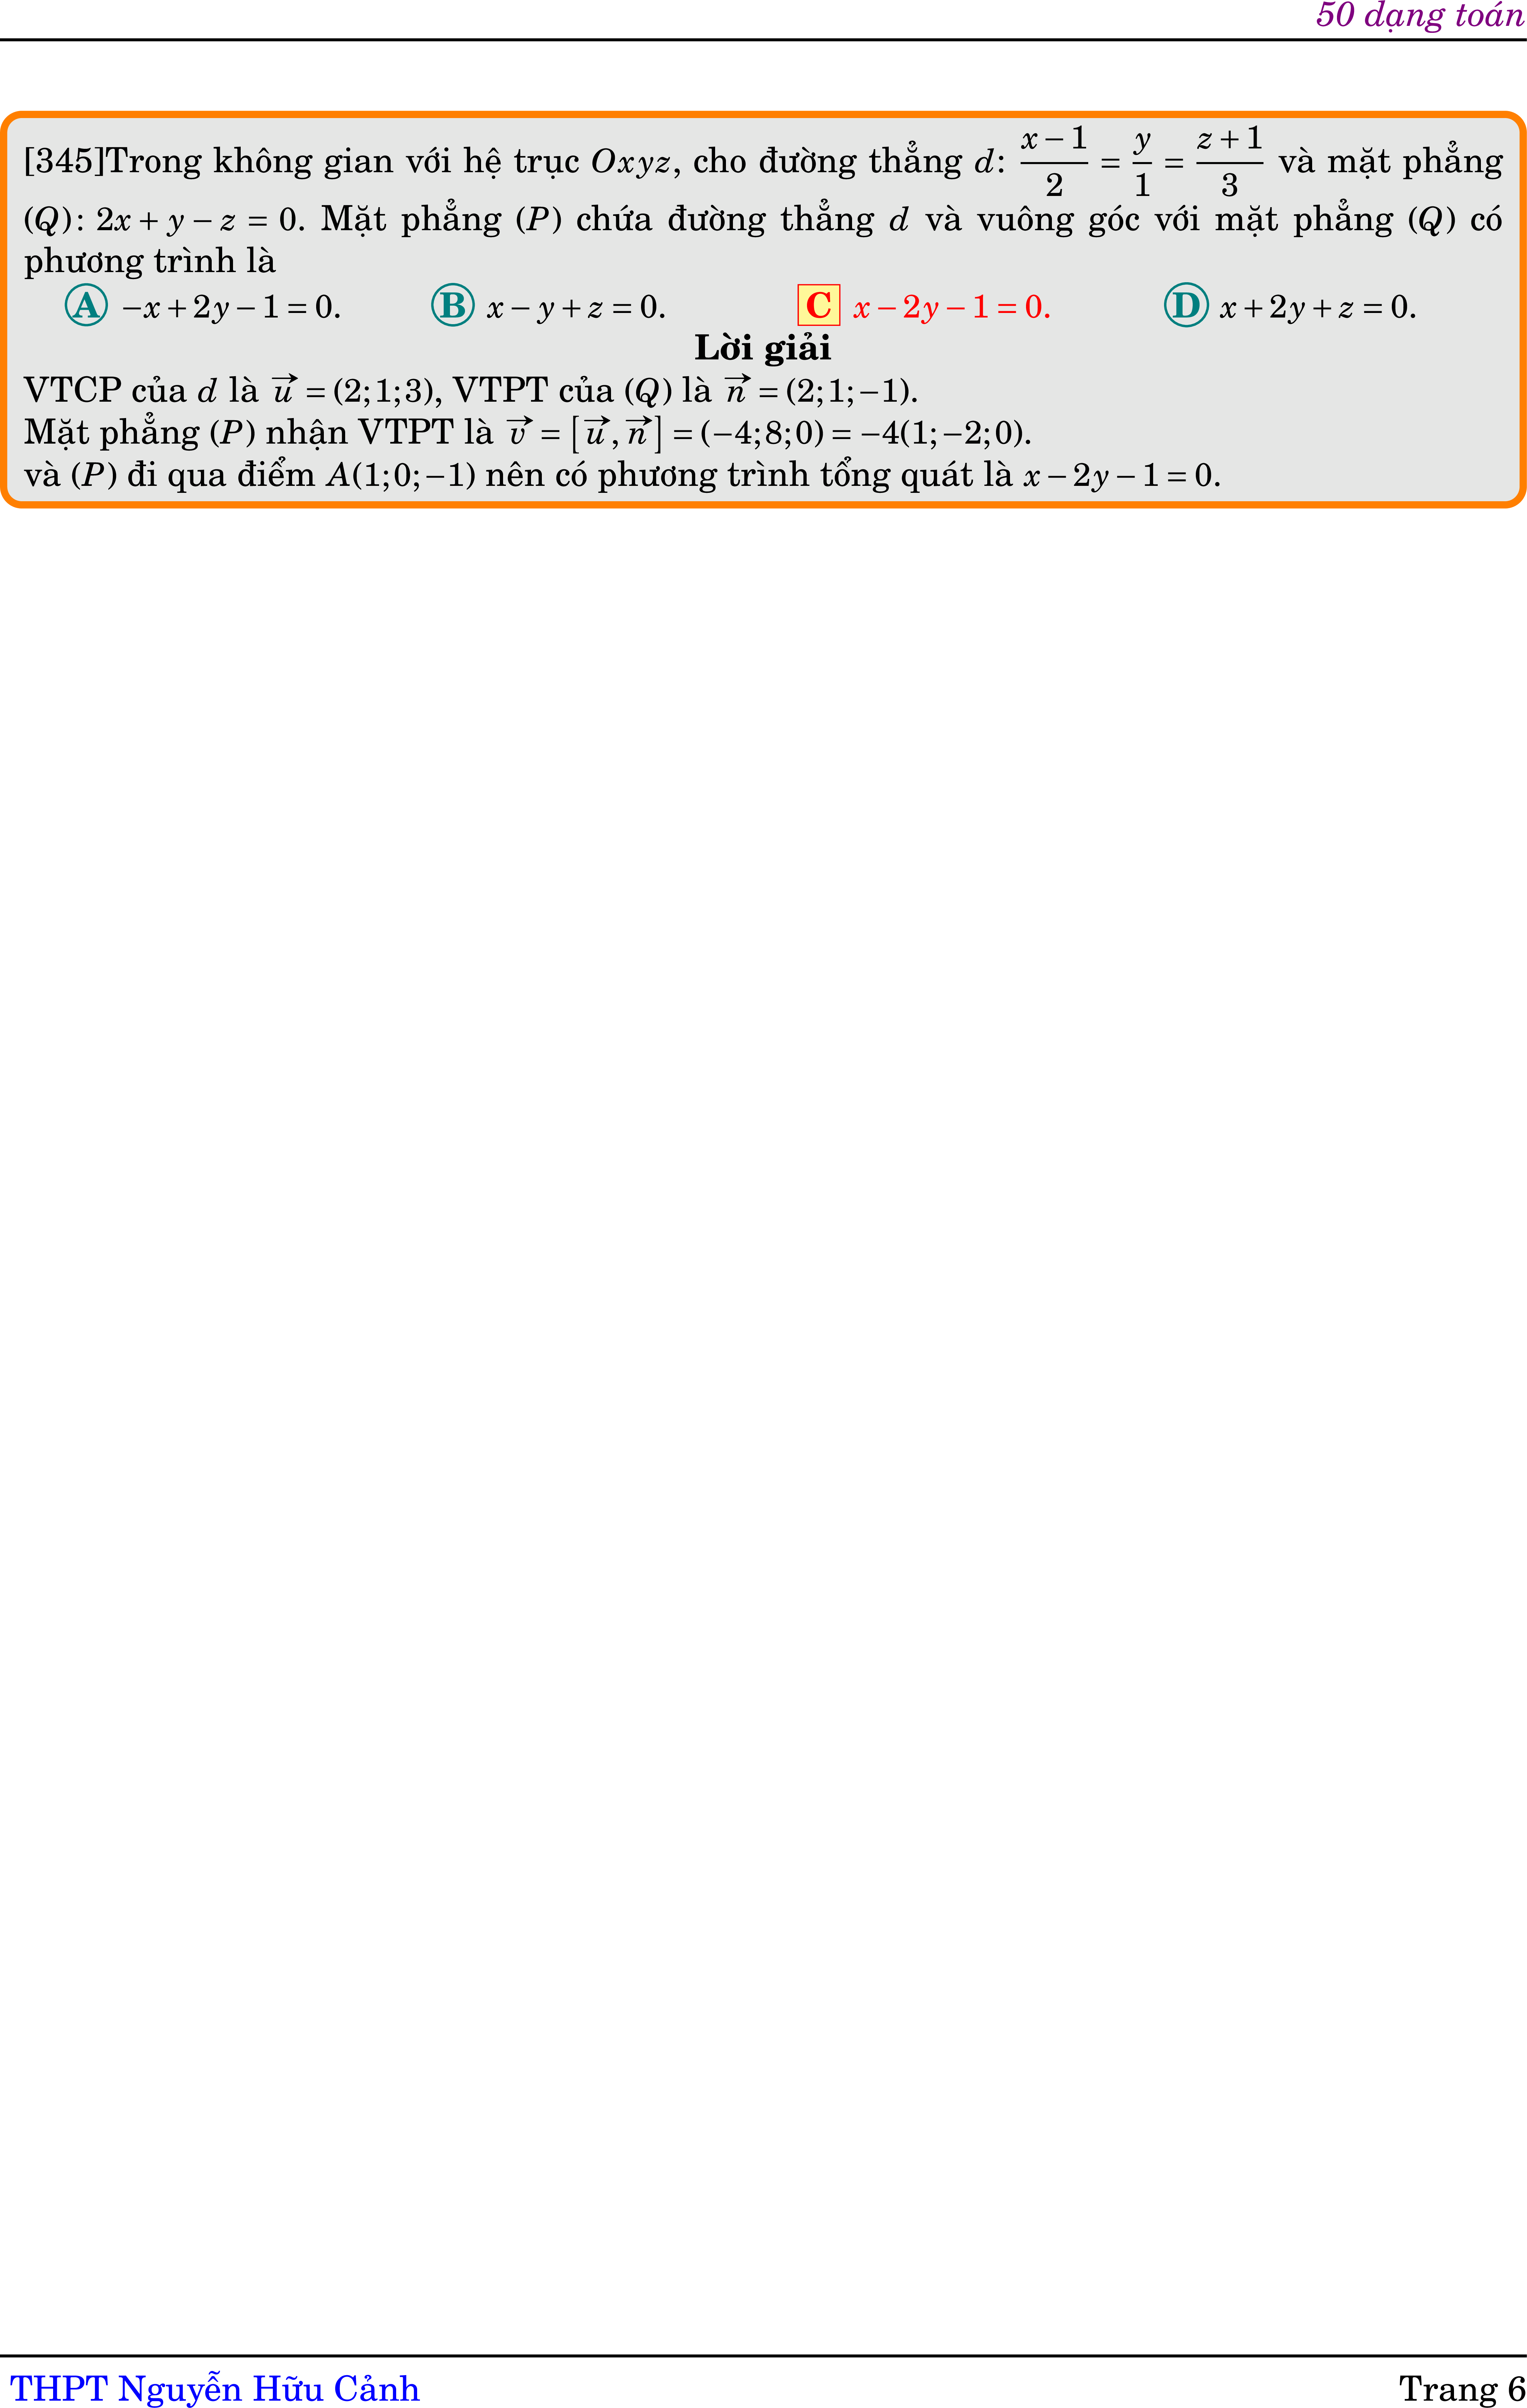 50 dạng toán
[345]Trong không gian với hệ trục Oxyz, cho đường thẳng d: \frac{x-1}{2} = \frac{y}{1} = \frac{z+1}{3} và mặt phẳng
(Q): 2x + y − z = 0. Mặt phẳng (P) chứa đường thẳng d và vuông góc với mặt phẳng (Q) có
phương trình là
A −x + 2y − 1 = 0. B x − y + z = 0. C x − 2y − 1 = 0. D x + 2y + z = 0.
Lời giải
VTCP của d là \vec{u} = (2;1;3), VTPT của (Q) là \vec{n} = (2;1;−1).
Mặt phẳng (P) nhận VTPT là \vec{v} = [\vec{u}, \vec{n}] = (−4;8;0) = −4(1;−2;0).
và (P) đi qua điểm A(1;0;−1) nên có phương trình tổng quát là x − 2y − 1 = 0.
THPT Nguyễn Hữu Cảnh Trang 6